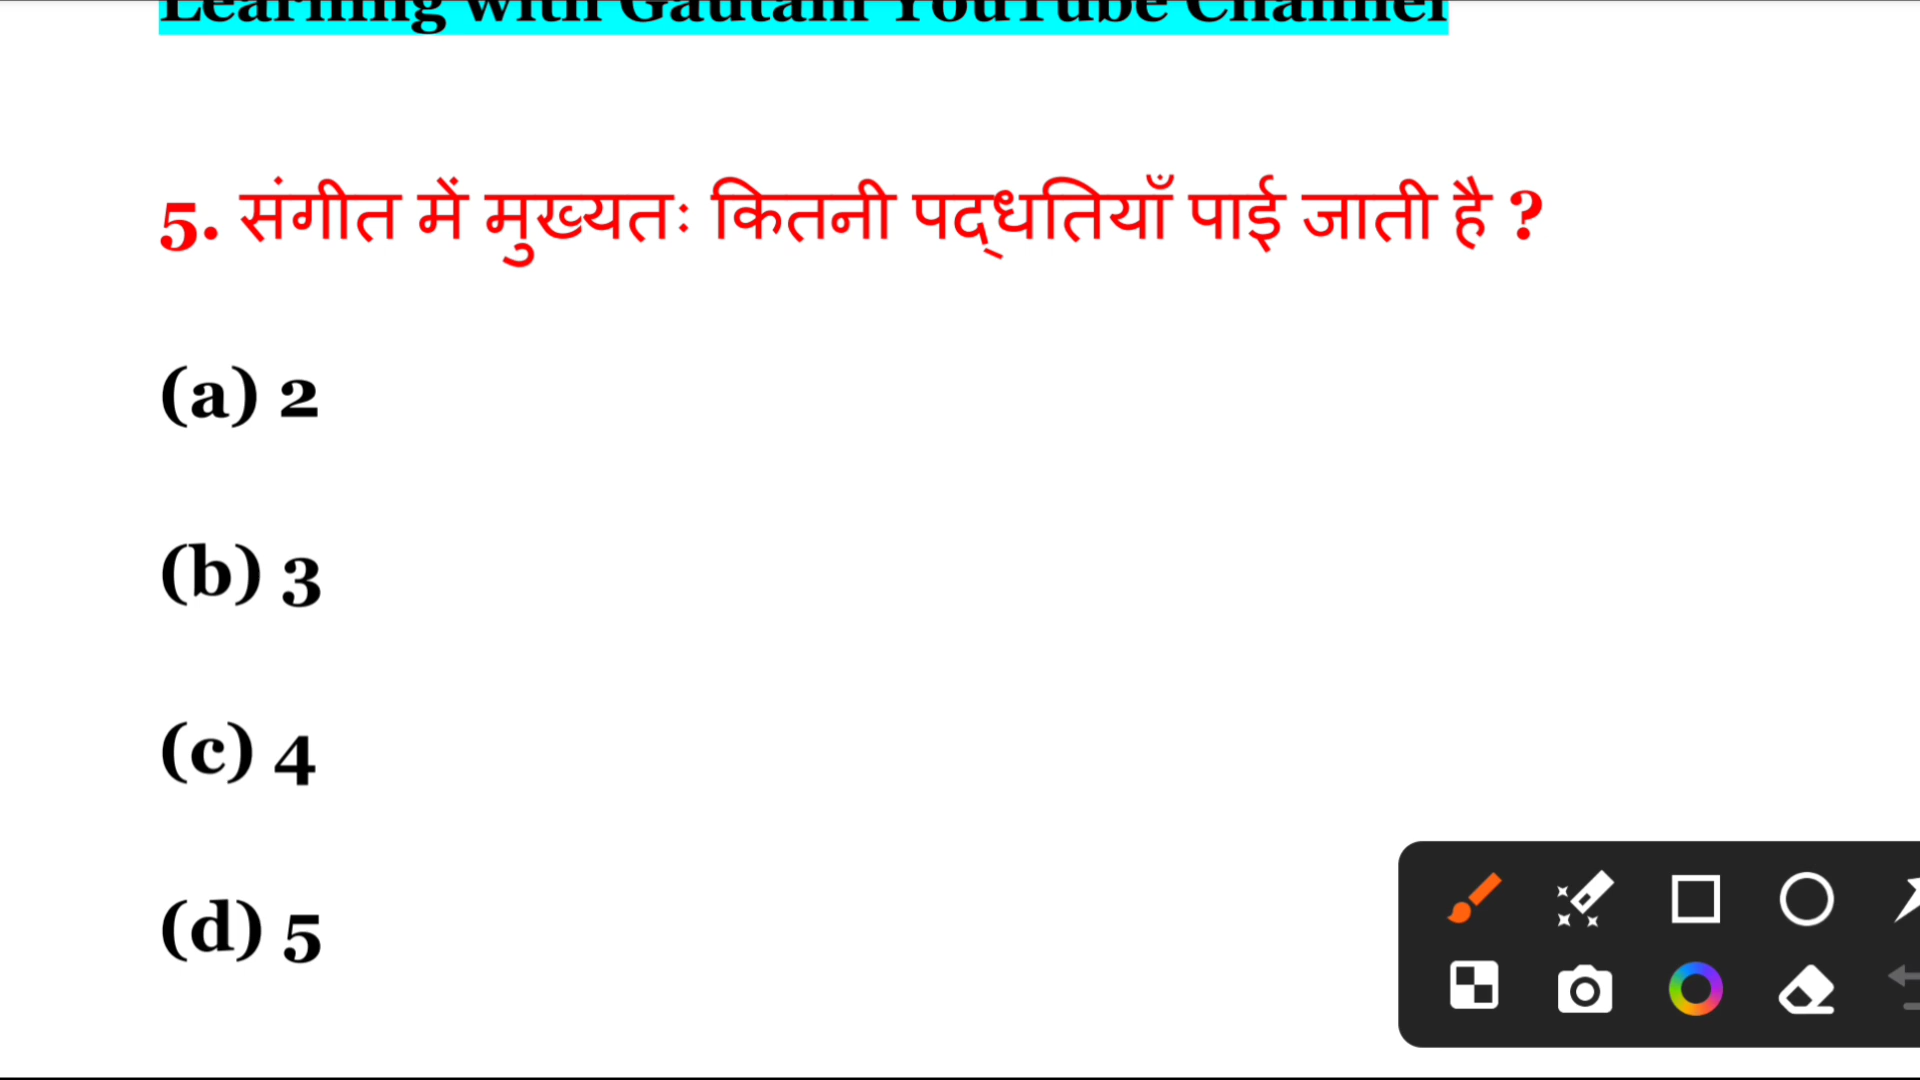 Learning with Gautam YouTube Channel
5. संगीत में मुख्यतः कितनी पद्धतियाँ पाई जाती है ?
(a) 2
(b) 3
(c) 4
(d) 5